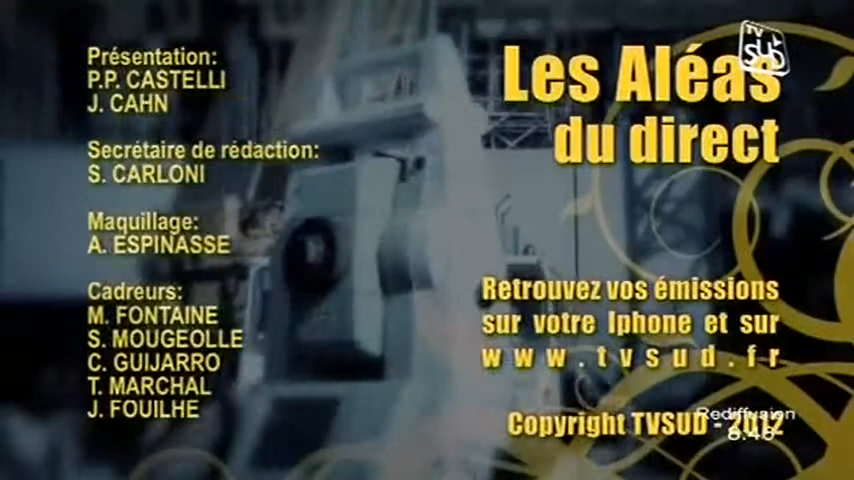 Présentation:
P.P. CASTELLI
J. CAHN
Secrétaire de rédaction:
S. CARLONI
Maquillage:
A. ESPINASSE
Cadreurs:
M. FONTAINE
S. MOUGEOLLE
C. GUIJARRO
T. MARCHAL
J. FOUILHE
TV
SUD
Les Aléas
du direct
Retrouvez vos émissions
sur votre Iphone et sur
www.tvsud.fr
Copyright TVSUD - 2012
Rediffusion
8:46